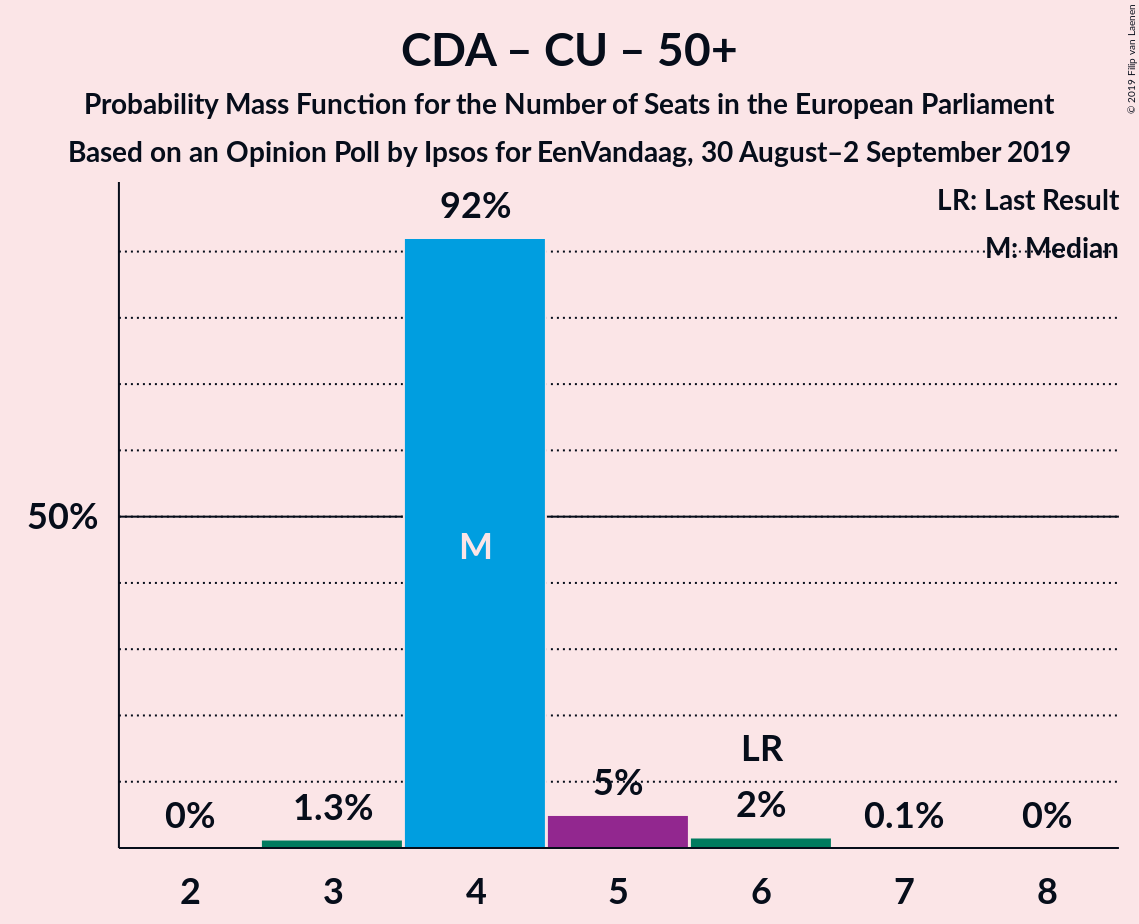 CDA – CU – 50+
Probability Mass Function for the Number of Seats in the European Parliament
Based on an Opinion Poll by Ipsos for EenVandaag, 30 August–2 September 2019
© 2019 Filip van Laenen
LR: Last Result
M: Median
92%
50%
M
LR
5%
2%
1.3%
0%
0.1%
0%
2 3 4 5 6 7 8